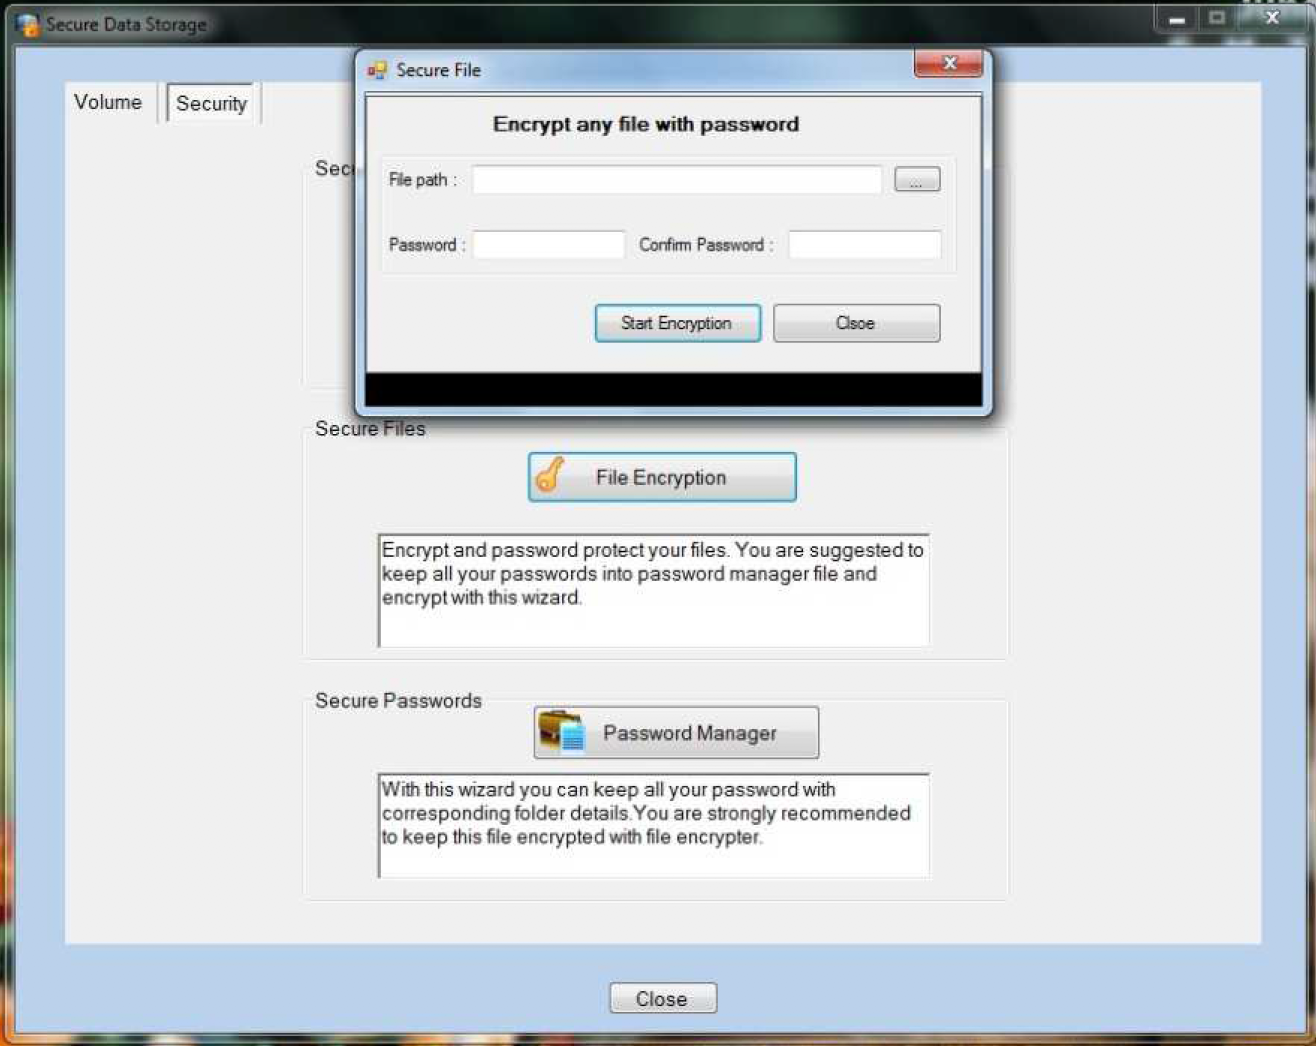 Secure Data Storage
Volume
Security
Secure File
Encrypt any file with password
File path :
...
Password :
Confirm Password :
Start Encryption
Clsoe
Secure Files
File Encryption
Encrypt and password protect your files. You are suggested to
keep all your passwords into password manager file and
encrypt with this wizard.
Secure Passwords
Password Manager
With this wizard you can keep all your password with
corresponding folder details.You are strongly recommended
to keep this file encrypted with file encrypter.
Close